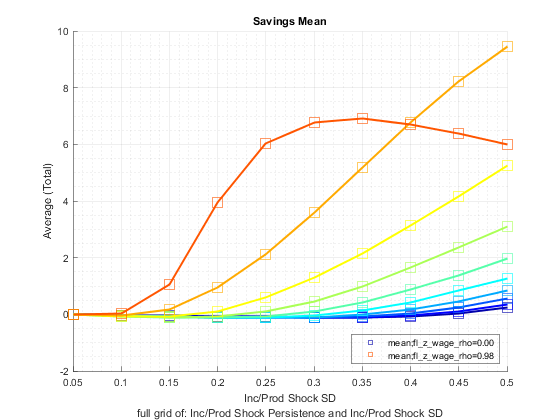 Savings Mean
10
8
6
4
2
0
-2
Average (Total)
0.05 0.1 0.15 0.2 0.25 0.3 0.35 0.4 0.45 0.5
mean;fl_z_wage_rho=0.00
mean;fl_z_wage_rho=0.98
Inc/Prod Shock SD
full grid of: Inc/Prod Shock Persistence and Inc/Prod Shock SD